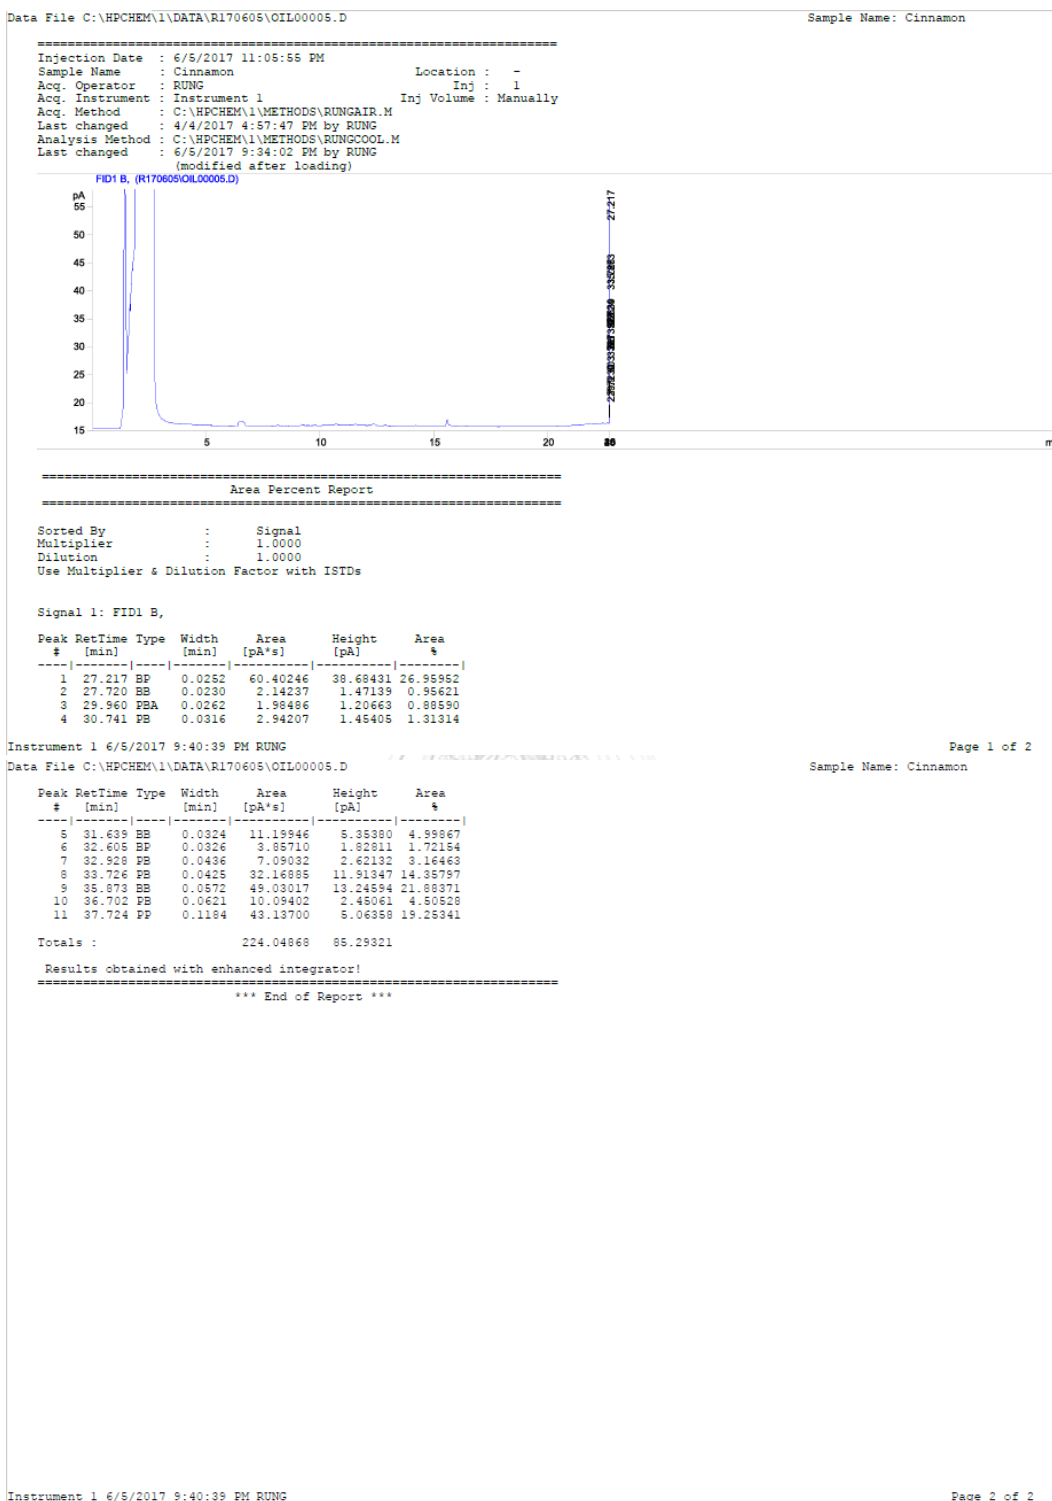 Data File C:\HPCHEM\1\DATA\R170605\OIL00005.D Sample Name: Cinnamon
=====================================================================
Injection Date : 6/5/2017 11:05:55 PM
Sample Name : Cinnamon Location : -
Acq. Operator : RUNG Inj : 1
Acq. Instrument : Instrument 1 Inj Volume : Manually
Acq. Method : C:\HPCHEM\1\METHODS\RUNGAIR.M
Last changed : 4/4/2017 4:57:47 PM by RUNG
Analysis Method : C:\HPCHEM\1\METHODS\RUNGCOOL.M
Last changed : 6/5/2017 9:34:02 PM by RUNG
(modified after loading)
FID1 B, (R170605\OIL00005.D)
pA
55
50
45
40
35
30
25
20
15
27.217
5 10 15 20 m
=====================================================================
Area Percent Report
=====================================================================
Sorted By : Signal
Multiplier : 1.0000
Dilution : 1.0000
Use Multiplier & Dilution Factor with ISTDs
Signal 1: FID1 B,
Peak RetTime Type Width Area Height Area
# [min] [min] [pA*s] [pA] %
----|-------|----|-------|----------|----------|--------|
1 27.217 BP 0.0252 60.40246 38.68431 26.95952
2 27.720 BB 0.0230 2.14237 1.47139 0.95621
3 29.960 PBA 0.0262 1.98486 1.20663 0.88590
4 30.741 PB 0.0316 2.94207 1.45405 1.31314
Instrument 1 6/5/2017 9:40:39 PM RUNG Page 1 of 2
Data File C:\HPCHEM\1\DATA\R170605\OIL00005.D Sample Name: Cinnamon
Peak RetTime Type Width Area Height Area
# [min] [min] [pA*s] [pA] %
----|-------|----|-------|----------|----------|--------|
5 31.639 BB 0.0324 11.19946 5.35380 4.99867
6 32.605 BP 0.0326 3.85710 1.82811 1.72154
7 32.928 PB 0.0436 7.09032 2.62132 3.16463
8 33.726 PB 0.0425 32.16885 11.91347 14.35797
9 35.873 BB 0.0572 49.03017 13.24594 21.88371
10 36.702 PB 0.0621 10.09402 2.45061 4.50528
11 37.724 PP 0.1184 43.13700 5.06358 19.25341
Totals : 224.04868 85.29321
Results obtained with enhanced integrator!
=====================================================================
*** End of Report ***
Instrument 1 6/5/2017 9:40:39 PM RUNG Page 2 of 2